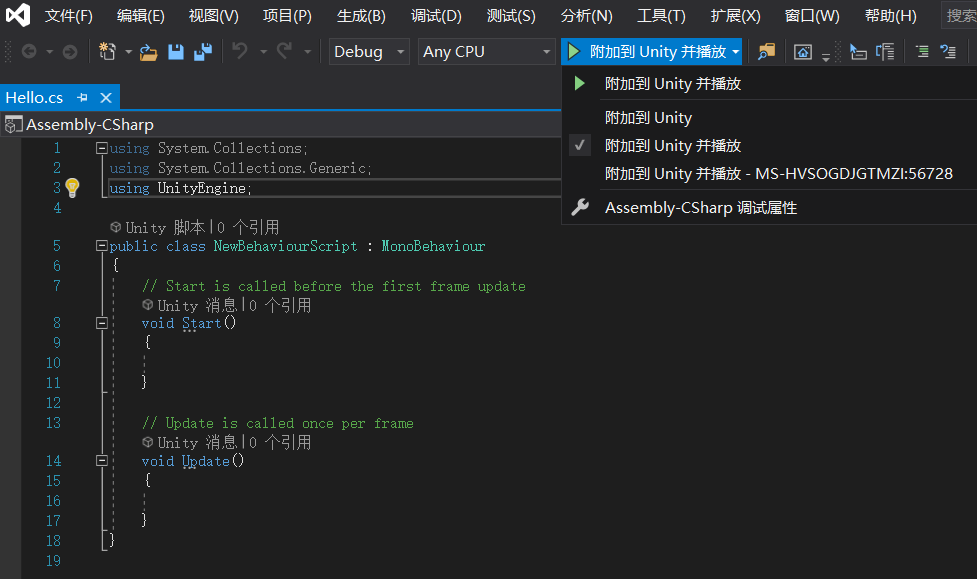 文件(F) 编辑(E) 视图(V) 项目(P) 生成(B) 调试(D) 测试(S) 分析(N) 工具(T) 扩展(X) 窗口(W) 帮助(H) 搜索
Debug Any CPU 附加到 Unity 并播放
附加到 Unity 并播放
附加到 Unity
附加到 Unity 并播放
附加到 Unity 并播放 - MS-HVSOGDJGTMZI:56728
Assembly-CSharp 调试属性
Hello.cs
Assembly-CSharp
1 using System.Collections;
2 using System.Collections.Generic;
3 using UnityEngine;
4
Unity 脚本|0 个引用
5 public class NewBehaviourScript : MonoBehaviour
6 {
7 // Start is called before the first frame update
Unity 消息|0 个引用
8 void Start()
9 {
10
11 }
12
13 // Update is called once per frame
Unity 消息|0 个引用
14 void Update()
15 {
16
17 }
18 }
19